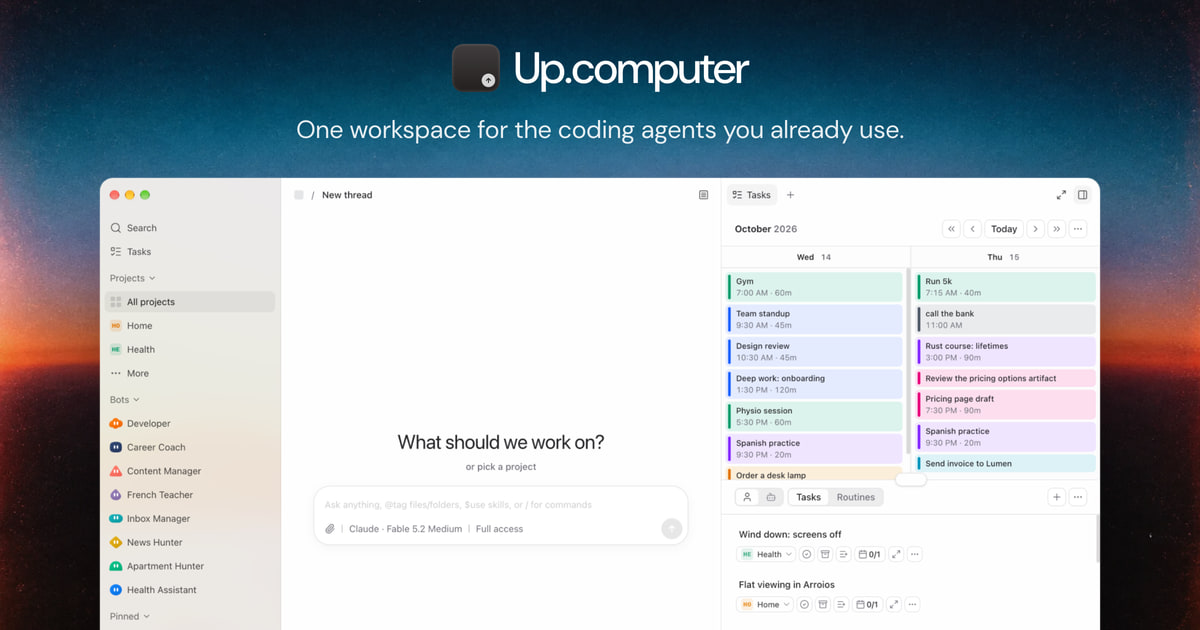 Up.computer
One workspace for the coding agents you already use.
Search
Tasks
Projects
All projects
HO Home
HE Health
More
Bots
Developer
Career Coach
Content Manager
French Teacher
Inbox Manager
News Hunter
Apartment Hunter
Health Assistant
Pinned
/ New thread
What should we work on?
or pick a project
Ask anything, @tag files/folders, $use skills, or / for commands
Claude · Fable 5.2 Medium | Full access
Tasks
October 2026
Today
Wed 14
Gym
7:00 AM · 60m
Team standup
9:30 AM · 45m
Design review
10:30 AM · 45m
Deep work: onboarding
1:30 PM · 120m
Physio session
5:30 PM · 60m
Spanish practice
9:30 PM · 20m
Order a desk lamp
Thu 15
Run 5k
7:15 AM · 40m
call the bank
11:00 AM
Rust course: lifetimes
3:00 PM · 90m
Review the pricing options artifact
Pricing page draft
7:30 PM · 90m
Spanish practice
9:30 PM · 20m
Send invoice to Lumen
Tasks Routines
Wind down: screens off
HE Health 0/1
Flat viewing in Arroios
HO Home 0/1